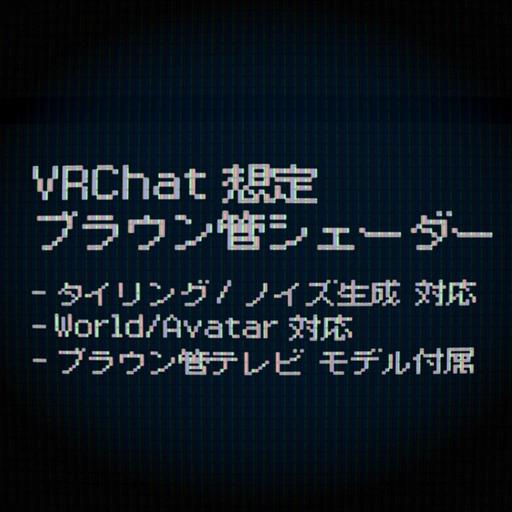 VRChat 想定
ブラウン管シェーダー
- タイリング/ ノイズ生成 対応
- World/Avatar 対応
- ブラウン管テレビ モデル付属